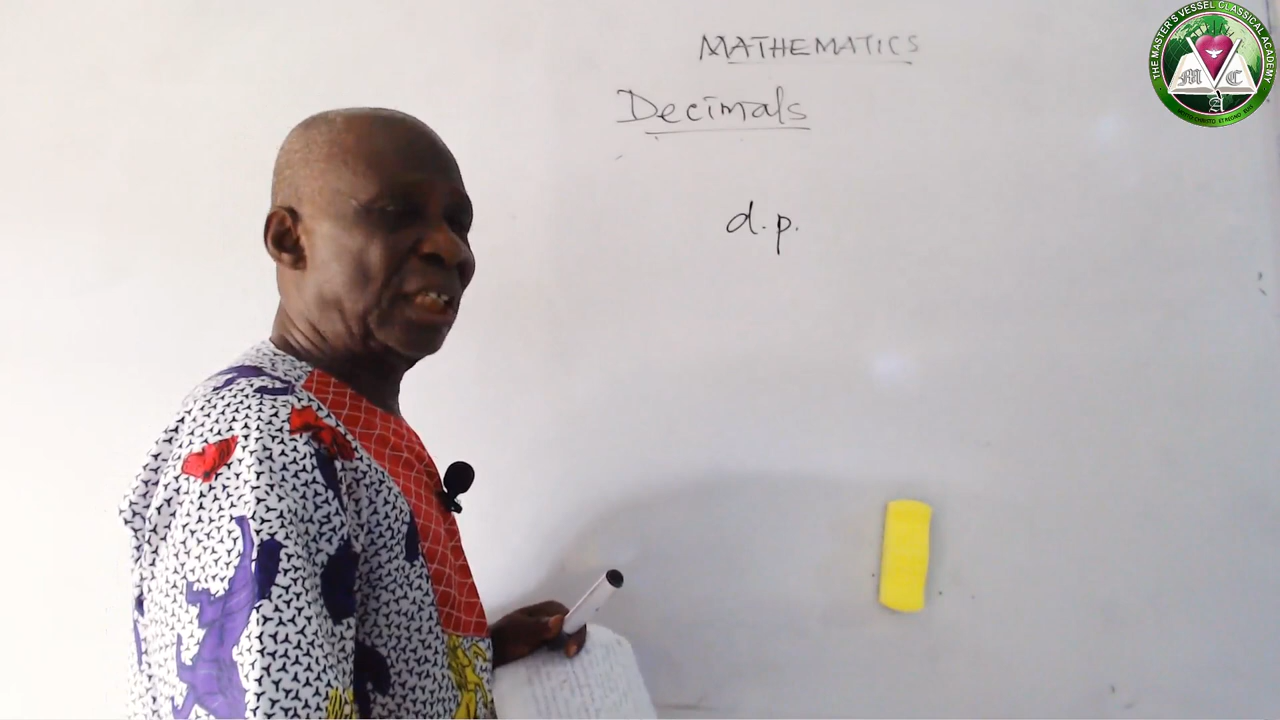 MATHEMATICS
Decimals
d.p.
THE MASTER'S VESSEL CLASSICAL ACADEMY
M C
A